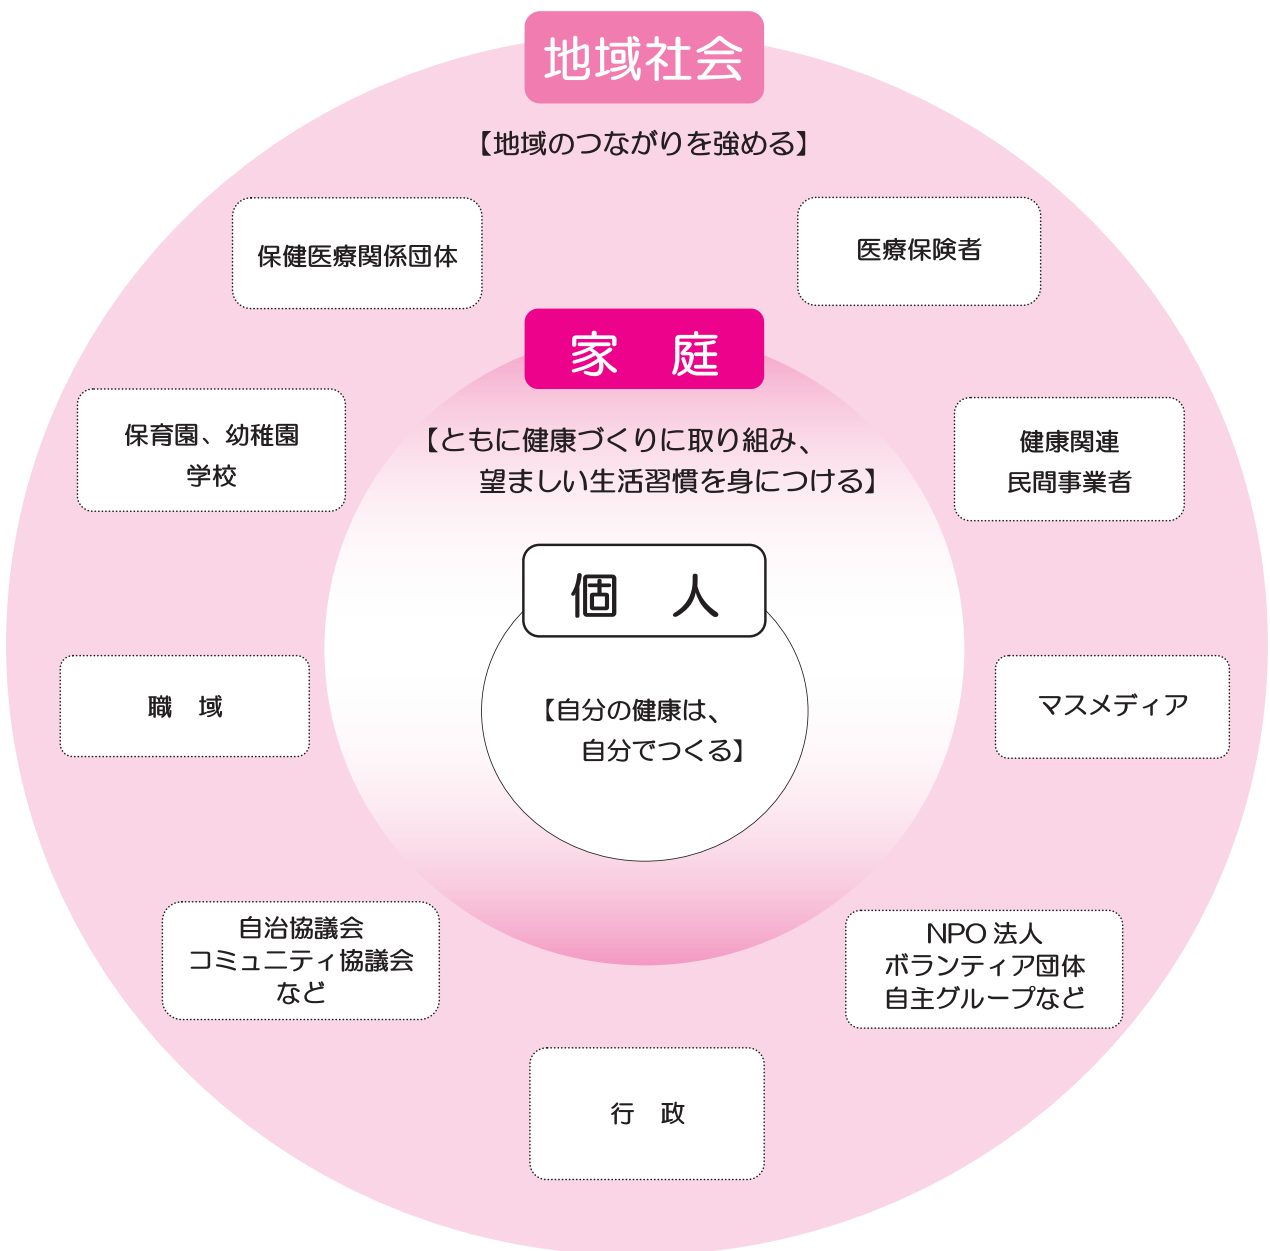 地域社会
【地域のつながりを強める】
保健医療関係団体
医療保険者
家　庭
【ともに健康づくりに取り組み、
望ましい生活習慣を身につける】
保育園、幼稚園
学校
健康関連
民間事業者
個　人
【自分の健康は、
自分でつくる】
職　域
マスメディア
自治協議会
コミュニティ協議会
など
NPO 法人
ボランティア団体
自主グループなど
行　政